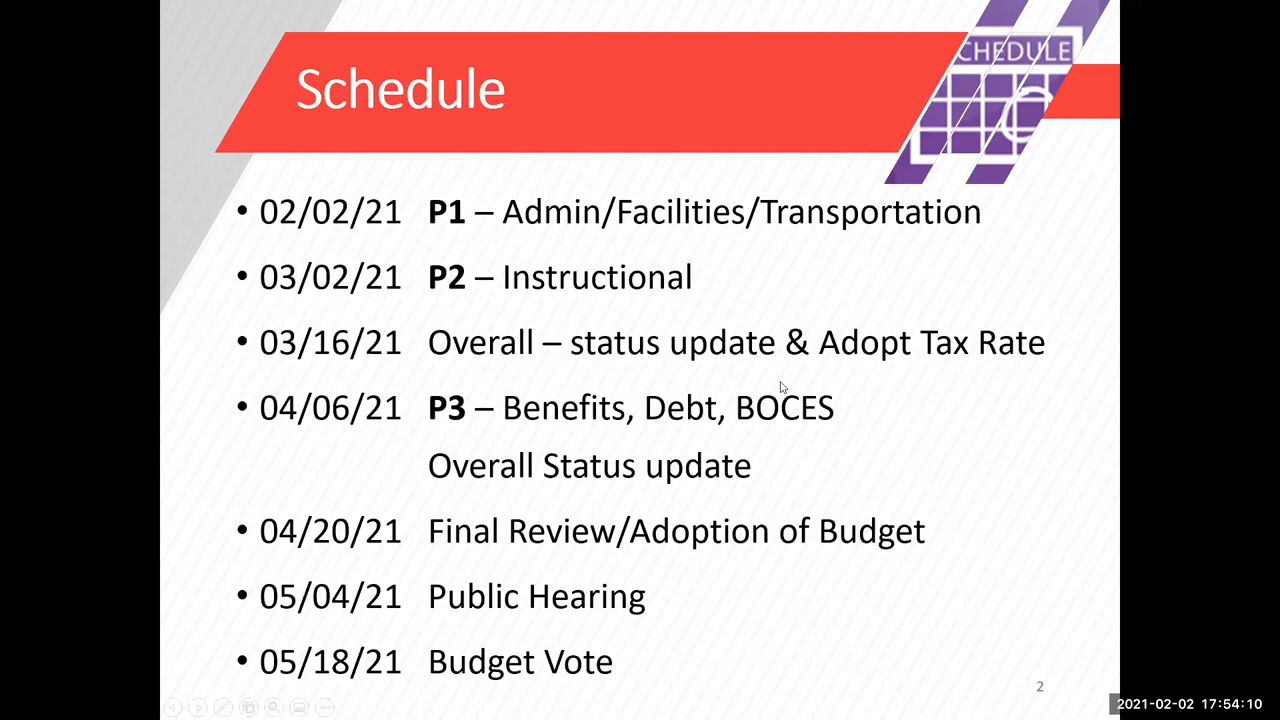 Schedule
CHEDULE
• 02/02/21 P1 – Admin/Facilities/Transportation
• 03/02/21 P2 – Instructional
• 03/16/21 Overall – status update & Adopt Tax Rate
• 04/06/21 P3 – Benefits, Debt, BOCES
Overall Status update
• 04/20/21 Final Review/Adoption of Budget
• 05/04/21 Public Hearing
• 05/18/21 Budget Vote
2
2021-02-02 17:54:10